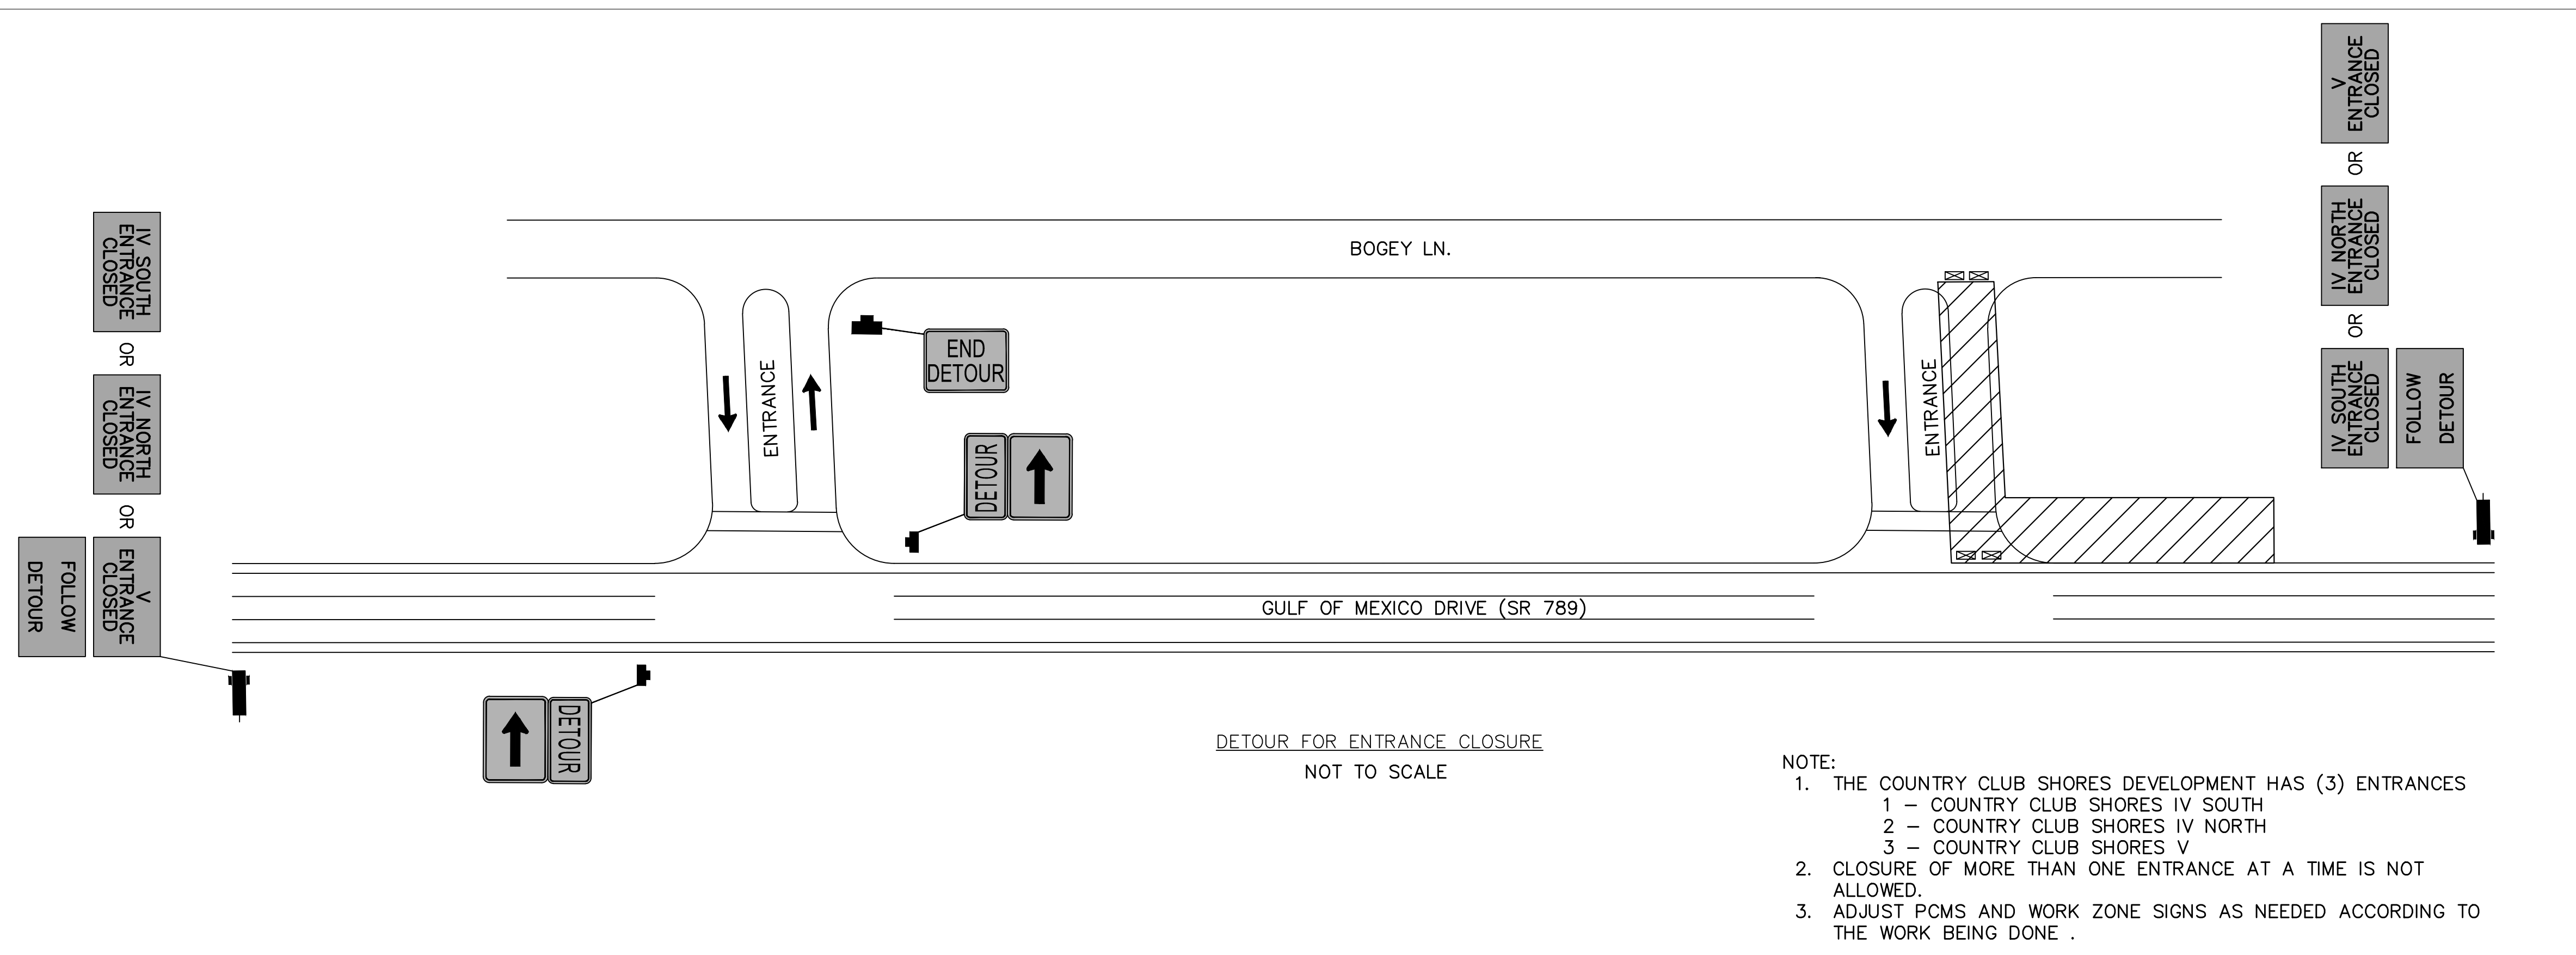 IV SOUTH
ENTRANCE
CLOSED
OR
IV NORTH
ENTRANCE
CLOSED
OR
V
ENTRANCE
CLOSED
FOLLOW
DETOUR
BOGEY LN.
ENTRANCE
END
DETOUR
DETOUR
ENTRANCE
V
ENTRANCE
CLOSED
OR
IV NORTH
ENTRANCE
CLOSED
OR
IV SOUTH
ENTRANCE
CLOSED
FOLLOW
DETOUR
GULF OF MEXICO DRIVE (SR 789)
DETOUR
DETOUR FOR ENTRANCE CLOSURE
NOT TO SCALE
NOTE:
1. THE COUNTRY CLUB SHORES DEVELOPMENT HAS (3) ENTRANCES
1 – COUNTRY CLUB SHORES IV SOUTH
2 – COUNTRY CLUB SHORES IV NORTH
3 – COUNTRY CLUB SHORES V
2. CLOSURE OF MORE THAN ONE ENTRANCE AT A TIME IS NOT
ALLOWED.
3. ADJUST PCMS AND WORK ZONE SIGNS AS NEEDED ACCORDING TO
THE WORK BEING DONE .